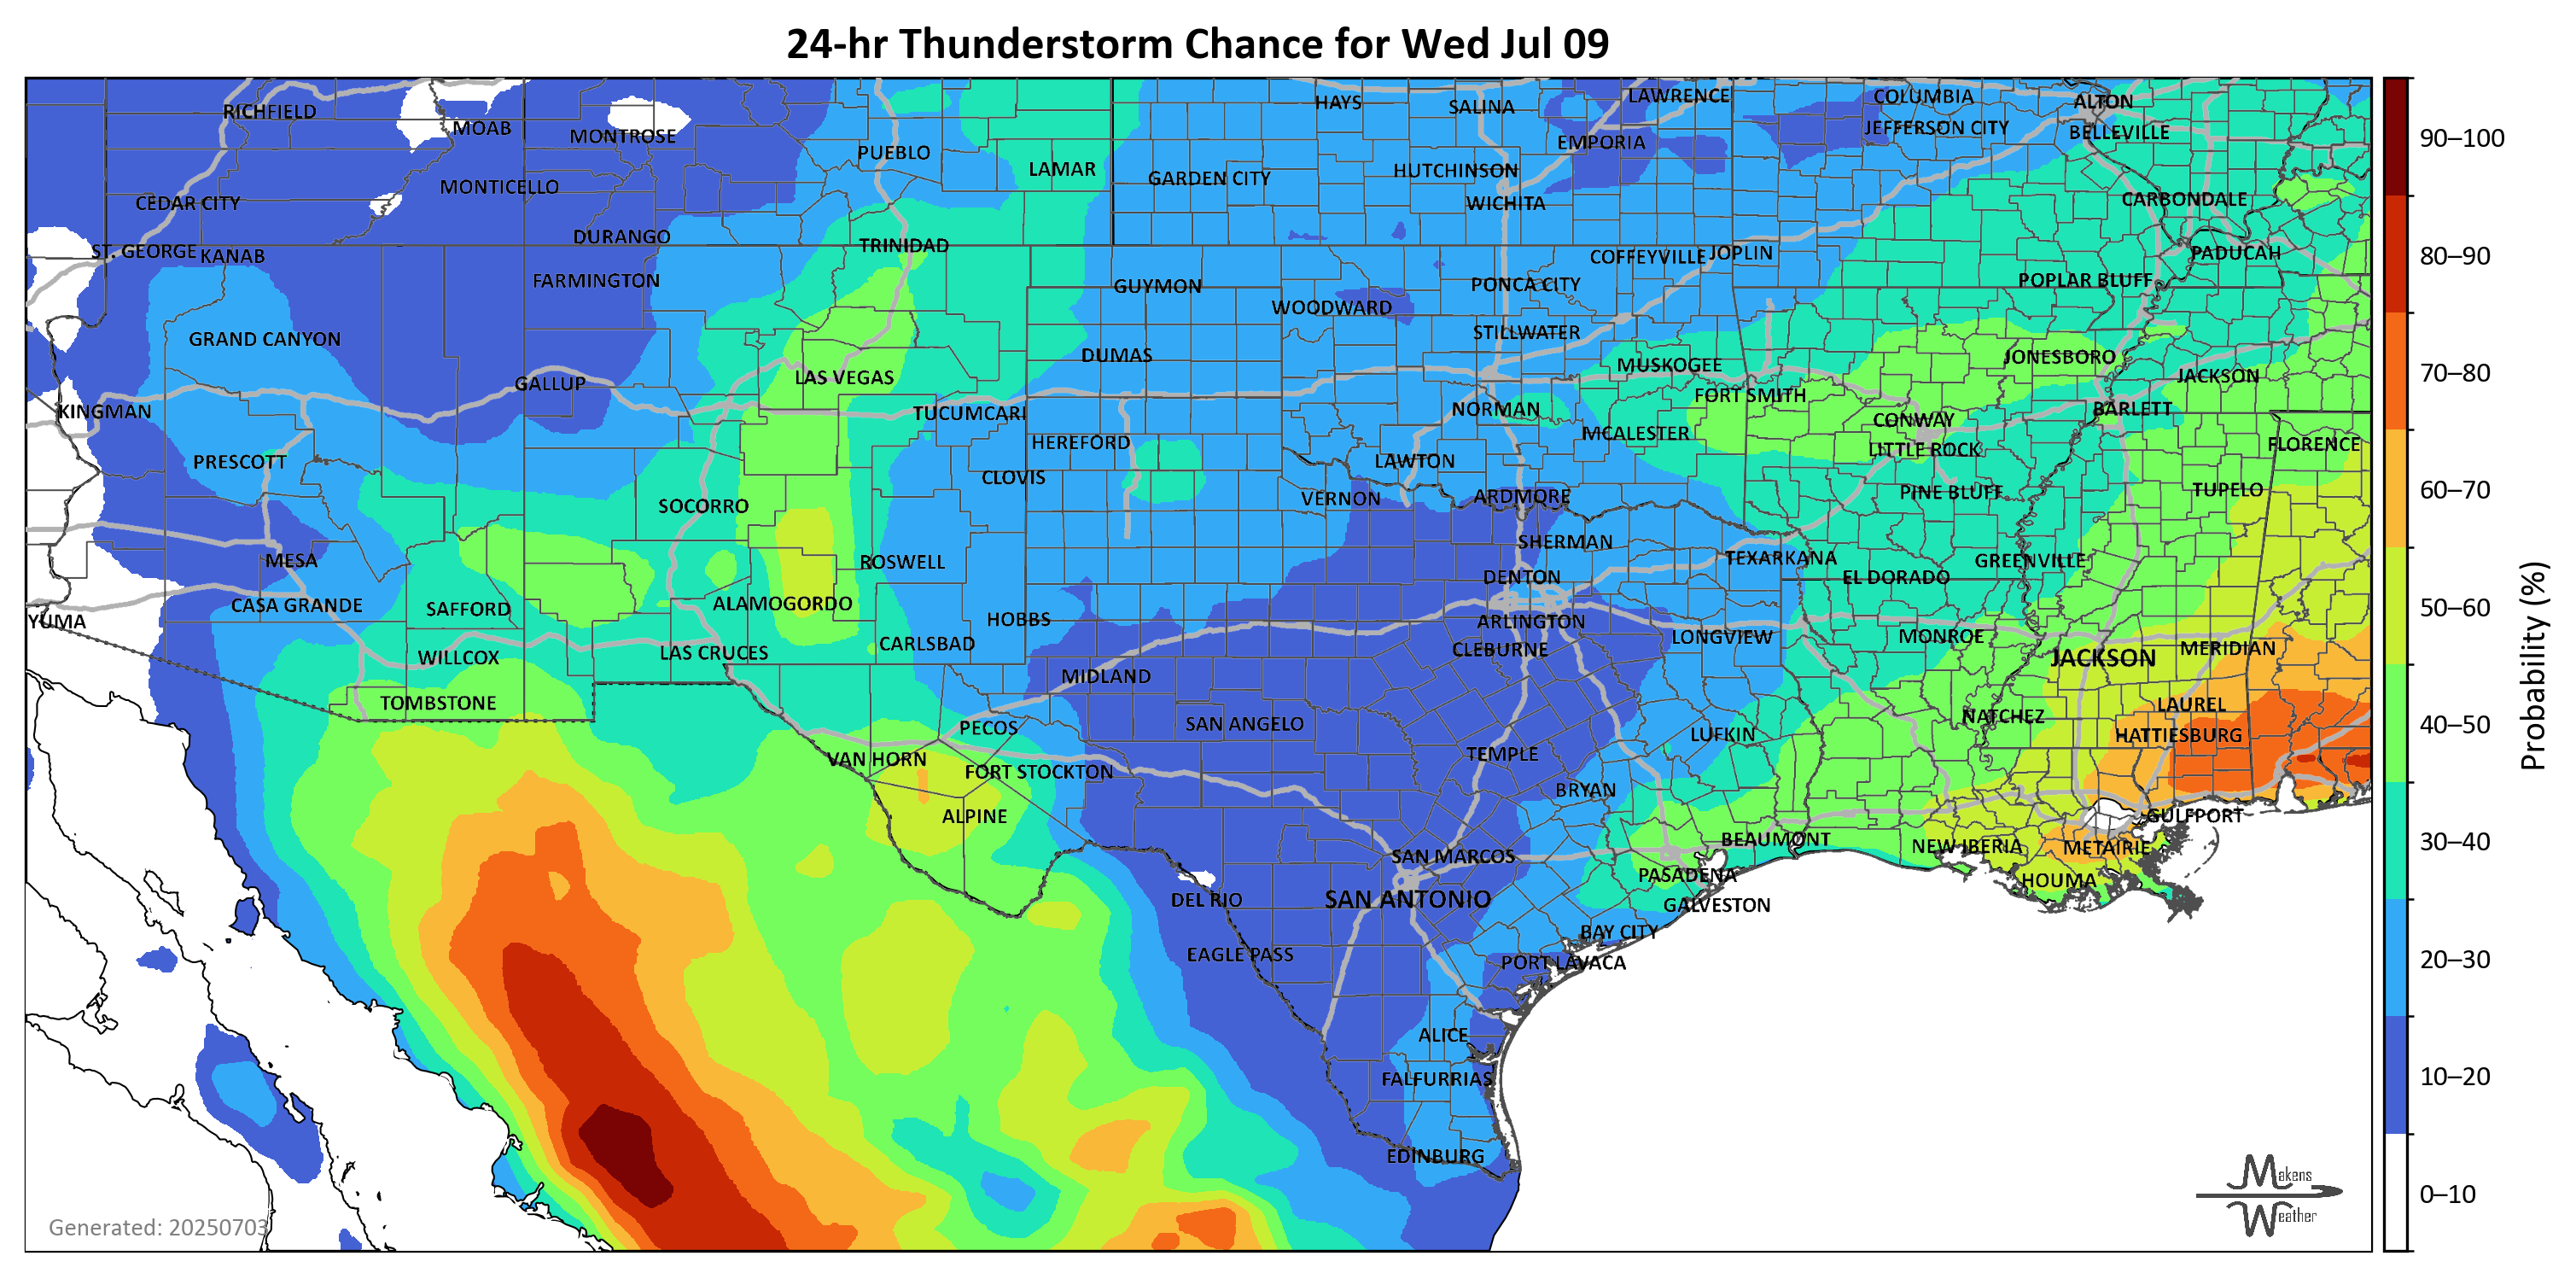 24-hr Thunderstorm Chance for Wed Jul 09
RICHFIELD
MOAB
MONTROSE
PUEBLO
LAMAR
HAYS
SALINA
LAWRENCE
EMPORIA
COLUMBIA
JEFFERSON CITY
ALTON
BELLEVILLE
90–100
MONTICELLO
CEDAR CITY
GARDEN CITY
HUTCHINSON
WICHITA
CARBONDALE
ST. GEORGE
KANAB
DURANGO
FARMINGTON
TRINIDAD
GUYMON
WOODWARD
PONCA CITY
COFFEYVILLE
JOPLIN
POPLAR BLUFF
PADUCAH
80–90
GRAND CANYON
GALLUP
LAS VEGAS
DUMAS
STILLWATER
MUSKOGEE
FORT SMITH
JONESBORO
JACKSON
70–80
KINGMAN
PRESCOTT
TUCUMCARI
HEREFORD
CLOVIS
NORMAN
MCALESTER
LAWTON
CONWAY
LITTLE ROCK
BARLETT
FLORENCE
SOCORRO
VERNON
ARDMORE
PINE BLUFF
TUPELO
60–70
MESA
ROSWELL
SHERMAN
DENTON
TEXARKANA
EL DORADO
GREENVILLE
CASA GRANDE
SAFFORD
ALAMOGORDO
HOBBS
ARLINGTON
50–60
YUMA
WILLCOX
LAS CRUCES
CARLSBAD
CLEBURNE
LONGVIEW
MONROE
JACKSON
MERIDIAN
TOMBSTONE
MIDLAND
PECOS
SAN ANGELO
TEMPLE
LUFKIN
NATCHEZ
LAUREL
HATTIESBURG
40–50
Probability (%)
VAN HORN
FORT STOCKTON
ALPINE
BRYAN
BEAUMONT
NEW IBERIA
GULFPORT
METAIRIE
30–40
SAN MARCOS
PASADENA
HOUMA
DEL RIO
SAN ANTONIO
GALVESTON
EAGLE PASS
BAY CITY
PORT LAVACA
20–30
ALICE
FALFURRIAS
10–20
EDINBURG
0–10
Makens
Weather
Generated: 20250703